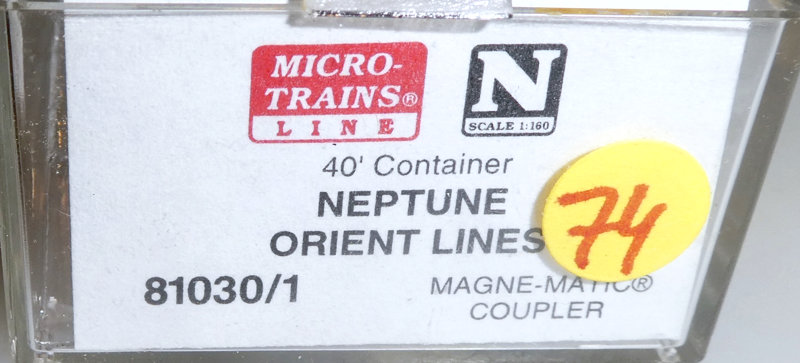 MICRO-
TRAINS®
LINE
N
SCALE 1:160
40' Container
NEPTUNE
ORIENT LINES
74
81030/1
MAGNE-MATIC®
COUPLER